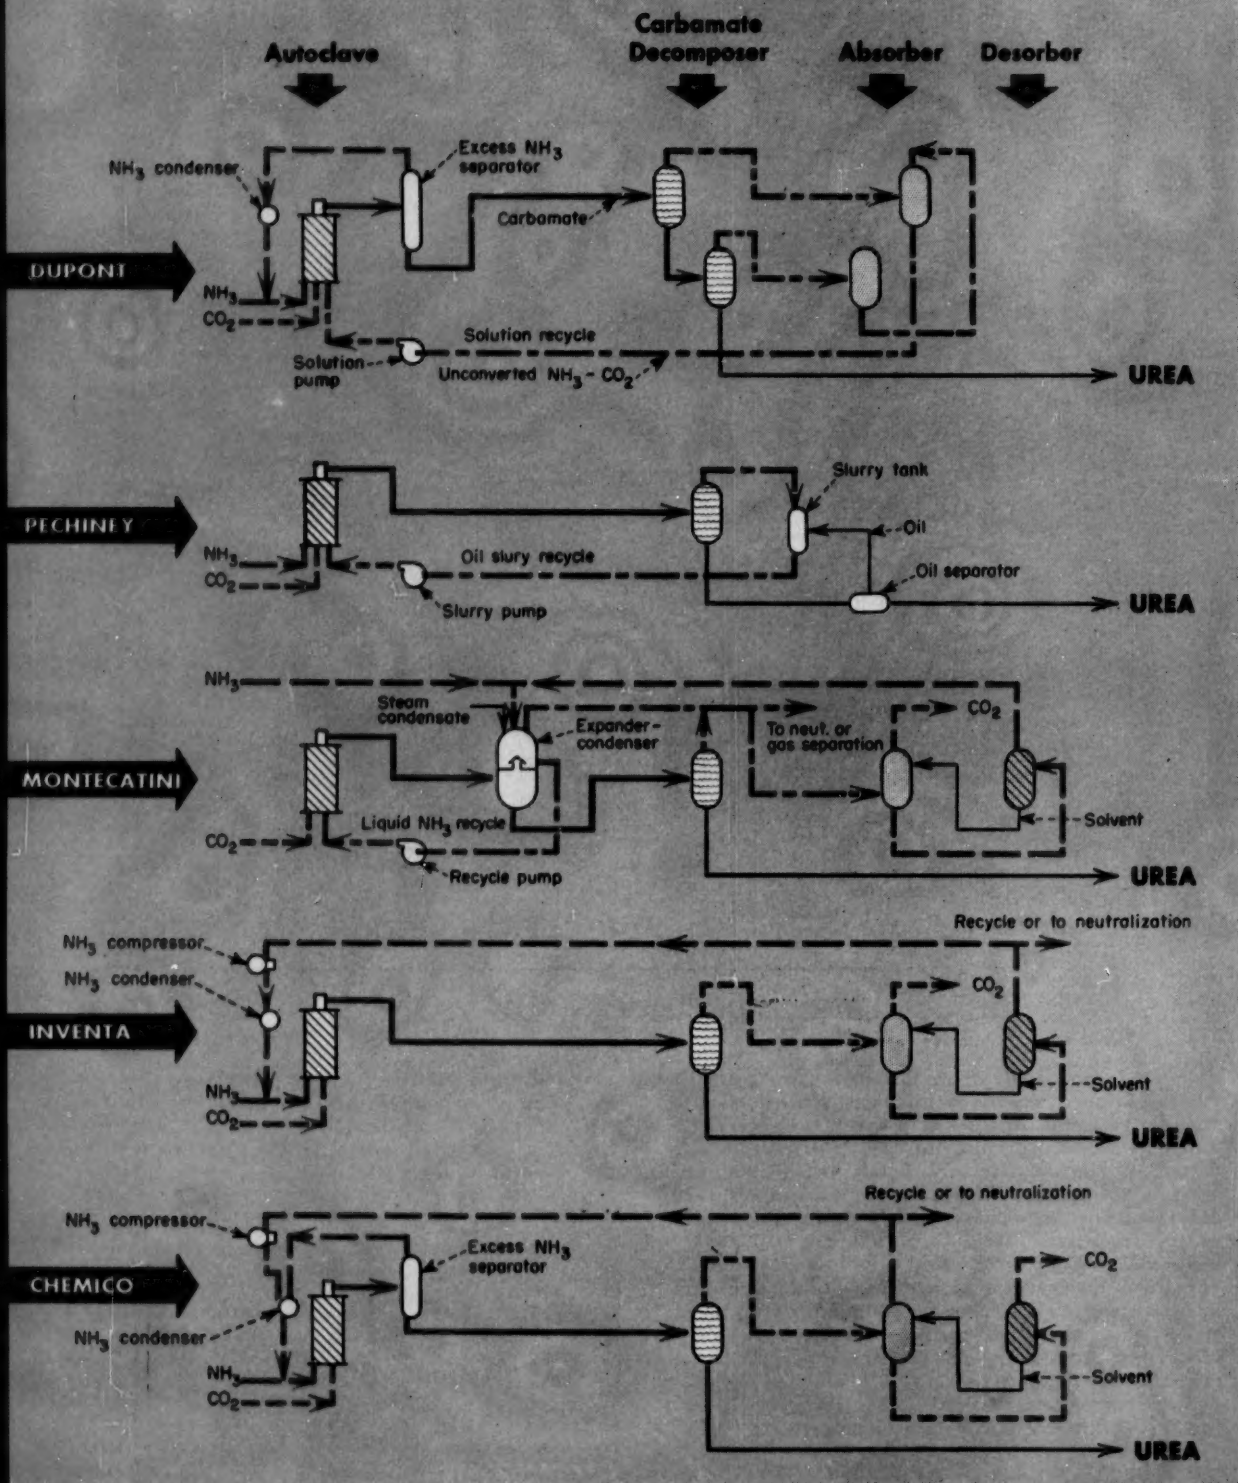 Autoclave
Carbamate
Decomposer
Absorber
Desorber
NH3 condenser
Excess NH3
separator
Carbamate
DUPONT
NH3
CO2
Solution recycle
Solution
pump
Unconverted NH3 - CO2
UREA
Slurry tank
PECHINEY
Oil
NH3
Oil slury recycle
CO2
Oil separator
Slurry pump
UREA
NH3
Steam
condensate
Expander-
condenser
To neut. or
gas separation
CO2
MONTECATINI
Liquid NH3 recycle
Solvent
CO2
Recycle pump
UREA
Recycle or to neutralization
NH3 compressor
NH3 condenser
CO2
INVENTA
NH3
Solvent
CO2
UREA
Recycle or to neutralization
NH3 compressor
Excess NH3
separator
CO2
CHEMICO
NH3 condenser
NH3
Solvent
CO2
UREA